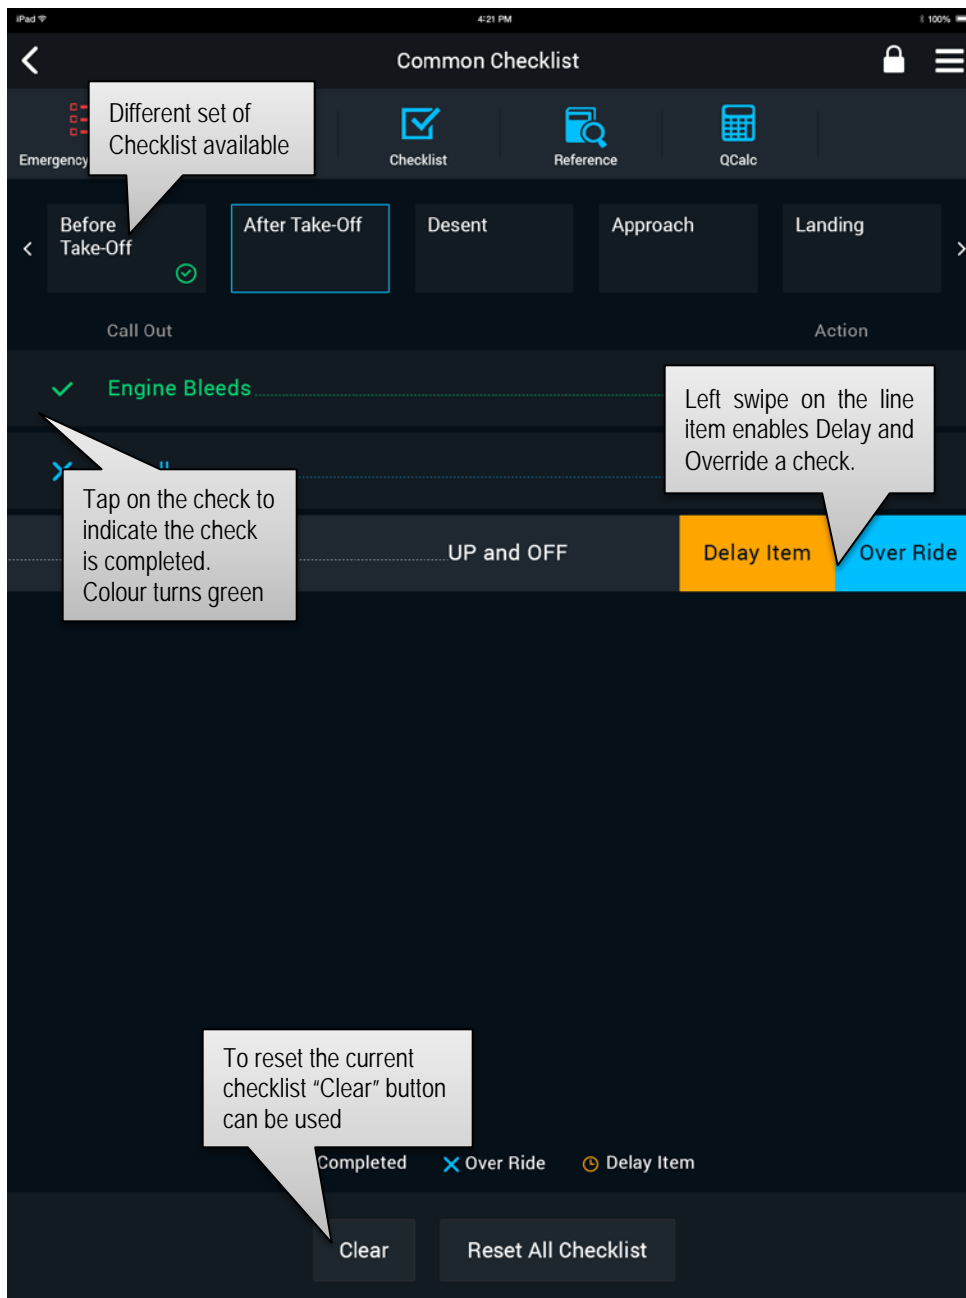 iPad
4:21 PM
100%
Common Checklist
Different set of
Checklist available
Emergency
Checklist
Reference
QCalc
Before
Take-Off
After Take-Off
Desent
Approach
Landing
Call Out
Action
Engine Bleeds
Left swipe on the line
item enables Delay and
Override a check.
Tap on the check to
indicate the check
is completed.
Colour turns green
UP and OFF
Delay Item
Over Ride
To reset the current
checklist “Clear” button
can be used
Completed
Over Ride
Delay Item
Clear
Reset All Checklist